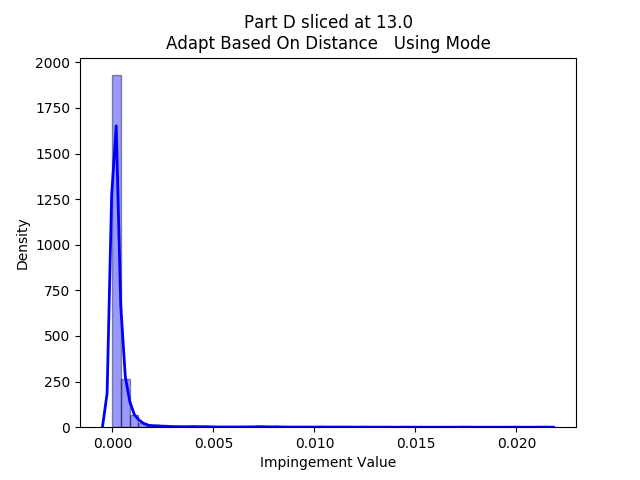 Part D sliced at 13.0
Adapt Based On Distance   Using Mode
2000
1750
1500
1250
1000
750
500
250
0
Density
0.000 0.005 0.010 0.015 0.020
Impingement Value